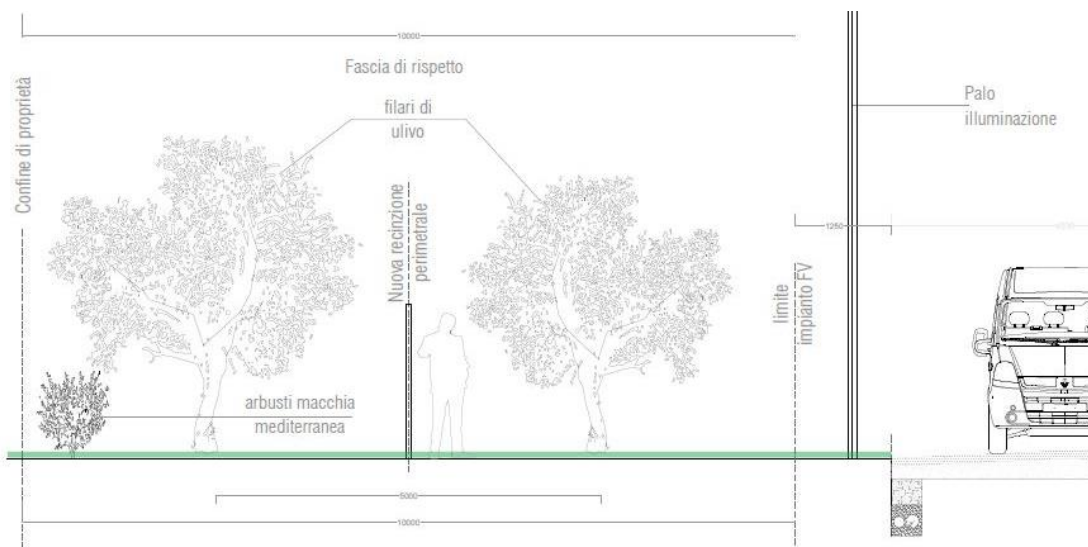 10000
Fascia di rispetto
filari di
ulivo
Palo
illuminazione
Confine di proprietà
Nuova recinzione
perimetrale
1250
limite
impianto FV
arbusti macchia
mediterranea
5000
10000